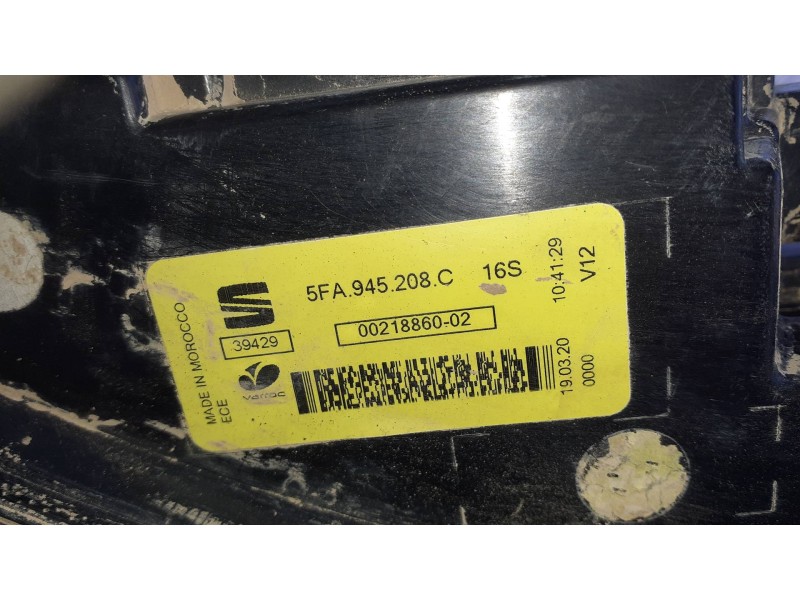 MADE IN MOROCCO
ECE
39429
varroc
5FA.945.208.C 16S
00218860-02
10:41:29
V12
19.03.20
0000